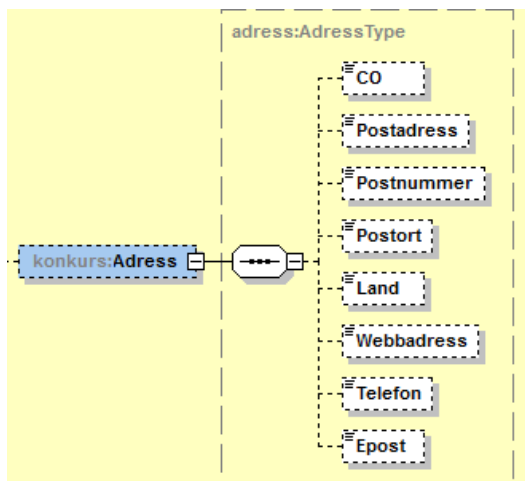 adress:AdressType
CO
Postadress
Postnummer
Postort
konkurs:Adress
Land
Webbadress
Telefon
Epost